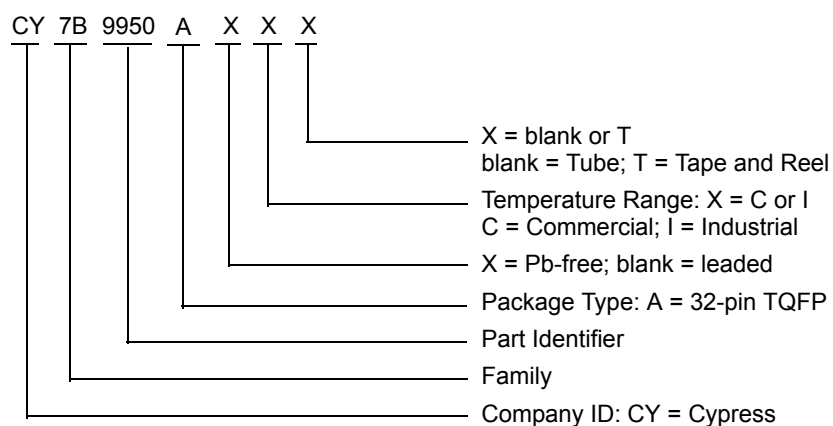 CY 7B 9950 A X X X
X = blank or T
blank = Tube; T = Tape and Reel
Temperature Range: X = C or I
C = Commercial; I = Industrial
X = Pb-free; blank = leaded
Package Type: A = 32-pin TQFP
Part Identifier
Family
Company ID: CY = Cypress